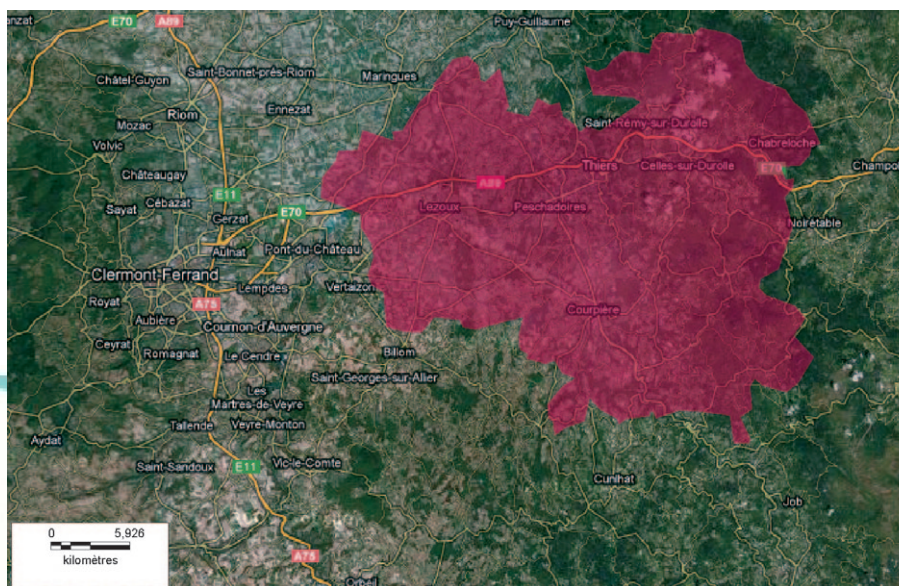 E70
A89
Puy-Guillaume
Châtel-Guyon
Saint-Bonnet-près-Riom
Maringues
Ennezat
Riom
Mozac
Volvic
Saint-Rémy-sur-Durolle
Chabreloche
Châteaugay
Thiers
Celles-sur-Durolle
E70
Champol
Cébazat
E11
A89
Sayat
Gerzat
E70
Lezoux
Peschadoires
Noirétable
Aulnat
Pont-du-Château
Clermont-Ferrand
Lempdes
Vertaizon
Royat
A75
Courpière
Aubière
Cournon-d'Auvergne
Ceyrat
Romagnat
Le Cendre
Billom
Saint-Georges-sur-Allier
Les
Martres-de-Veyre
Aydat
Tallende
Veyre-Monton
Saint-Sandoux
E11
Vic-le-Comte
Cunlhat
Job
0 5,926
kilomètres
A75
Orbeil